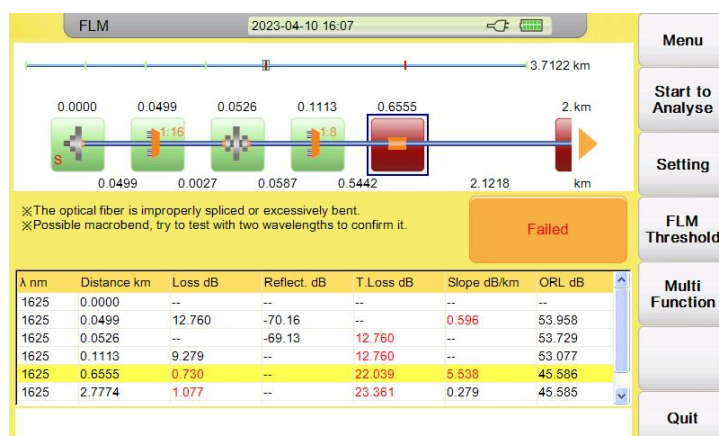 FLM 2023-04-10 16:07
Menu
3.7122 km
Start to
Analyse
0.0000 0.0499 0.0526 0.1113 0.6555 2. km
1:16 1:8
S
Setting
0.0499 0.0027 0.0587 0.5442 2.1218 km
※The optical fiber is improperly spliced or excessively bent.
※Possible macrobend, try to test with two wavelengths to confirm it.
Failed
FLM
Threshold
λ nm Distance km Loss dB Reflect. dB T.Loss dB Slope dB/km ORL dB
1625 0.0000 -- -- -- -- --
1625 0.0499 12.760 -70.16 -- 0.596 53.958
1625 0.0526 -- -69.13 12.760 -- 53.729
1625 0.1113 9.279 -- 12.760 -- 53.077
1625 0.6555 0.730 -- 22.039 5.538 45.586
1625 2.7774 1.077 -- 23.361 0.279 45.585
Multi
Function
Quit